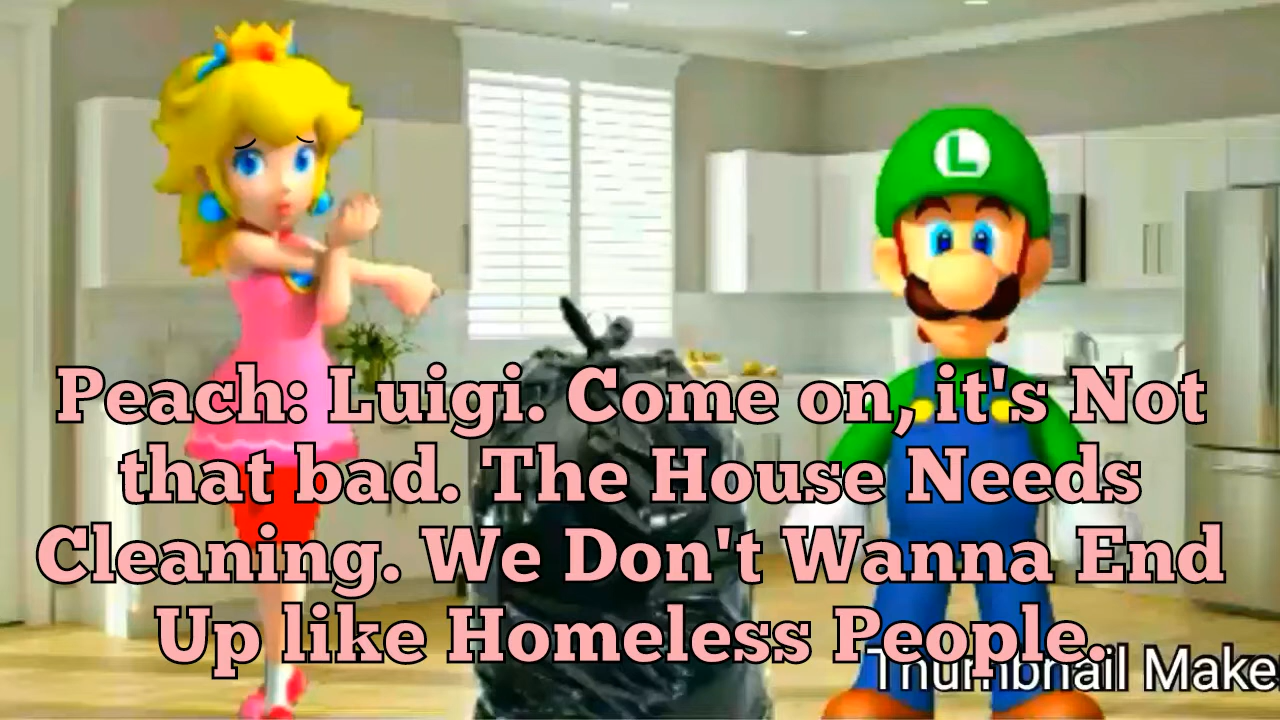 L
Peach: Luigi. Come on, it's Not
that bad. The House Needs
Cleaning. We Don't Wanna End
Up like Homeless People.
Thumbnail Make